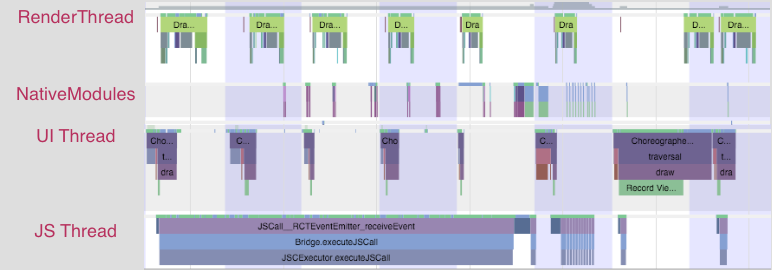 RenderThread
Dra... Dra... Dra... D... Dra Dra D... Dra...
NativeModules
UI Thread
Cho... C... Cho C... Choreographe... C...
t... traversal t...
dra draw dra
Record Vie...
JS Thread
JSCall__RCTEventEmitter_receiveEvent
Bridge.executeJSCall
JSCExecutor.executeJSCall